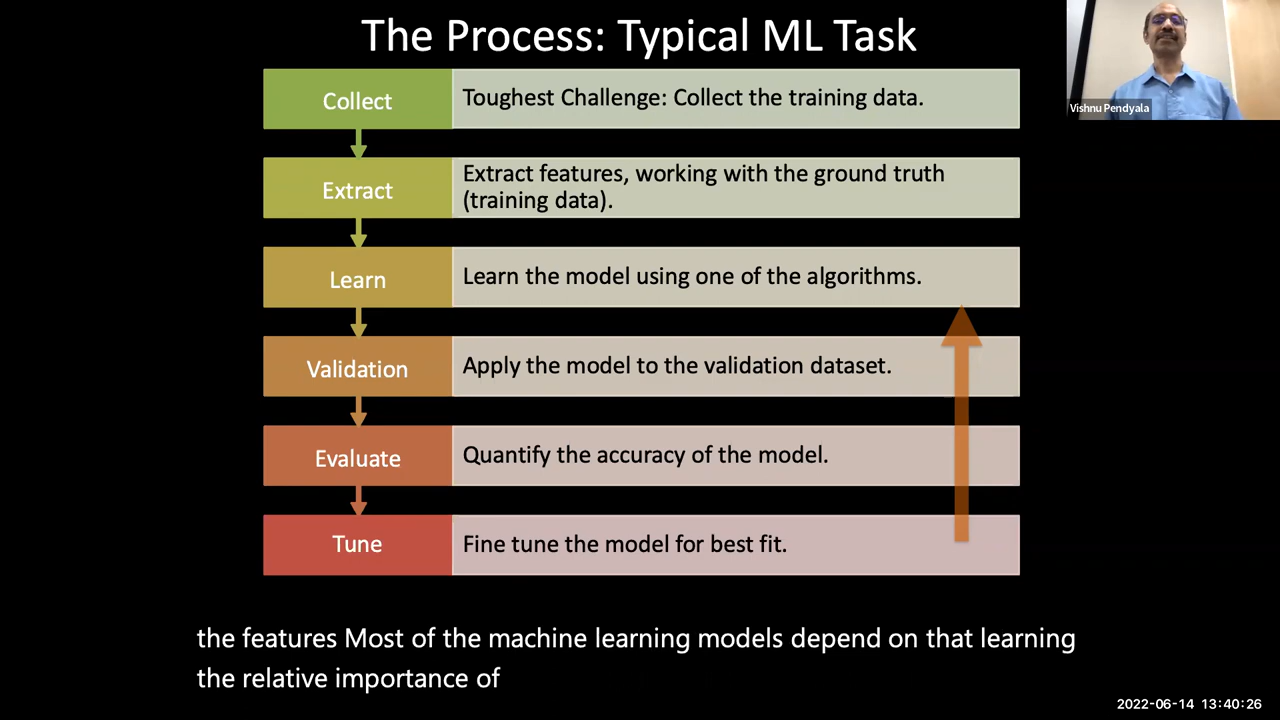 The Process: Typical ML Task
Vishnu Pendyala
Collect
Toughest Challenge: Collect the training data.
Extract
Extract features, working with the ground truth
(training data).
Learn
Learn the model using one of the algorithms.
Validation
Apply the model to the validation dataset.
Evaluate
Quantify the accuracy of the model.
Tune
Fine tune the model for best fit.
the features Most of the machine learning models depend on that learning
the relative importance of
2022-06-14 13:40:26